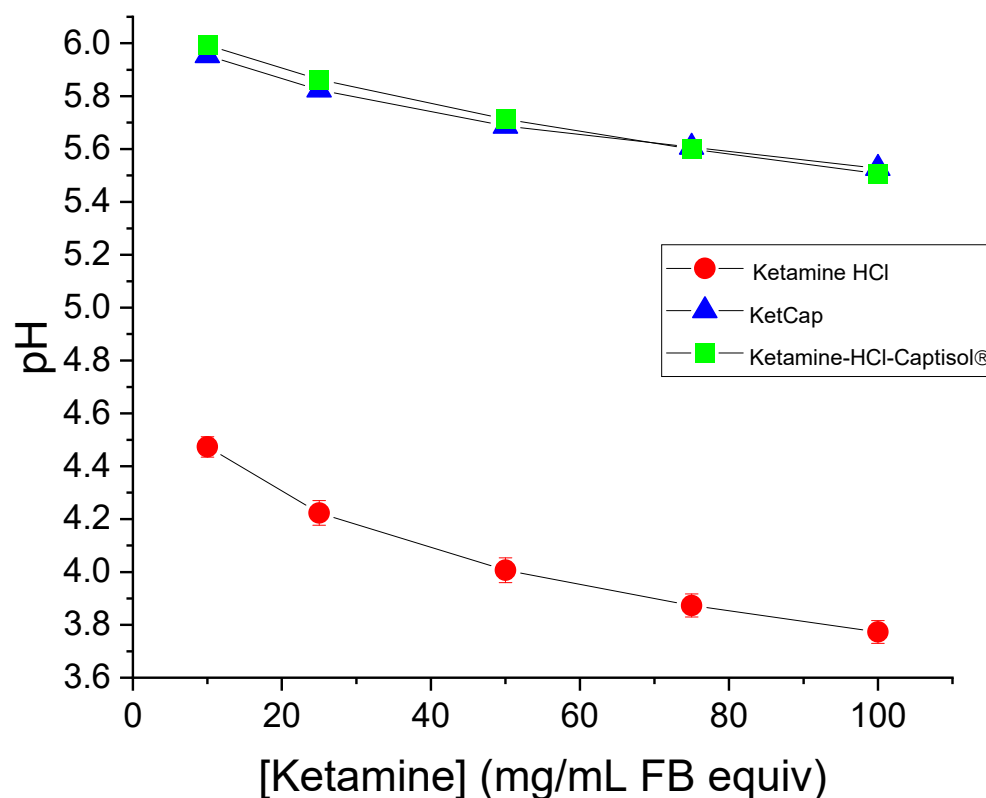 6.0
5.8
5.6
5.4
5.2
5.0
4.8
4.6
4.4
4.2
4.0
3.8
3.6
pH
Ketamine HCl
KetCap
Ketamine-HCl-Captisol®
0 20 40 60 80 100
[Ketamine] (mg/mL FB equiv)